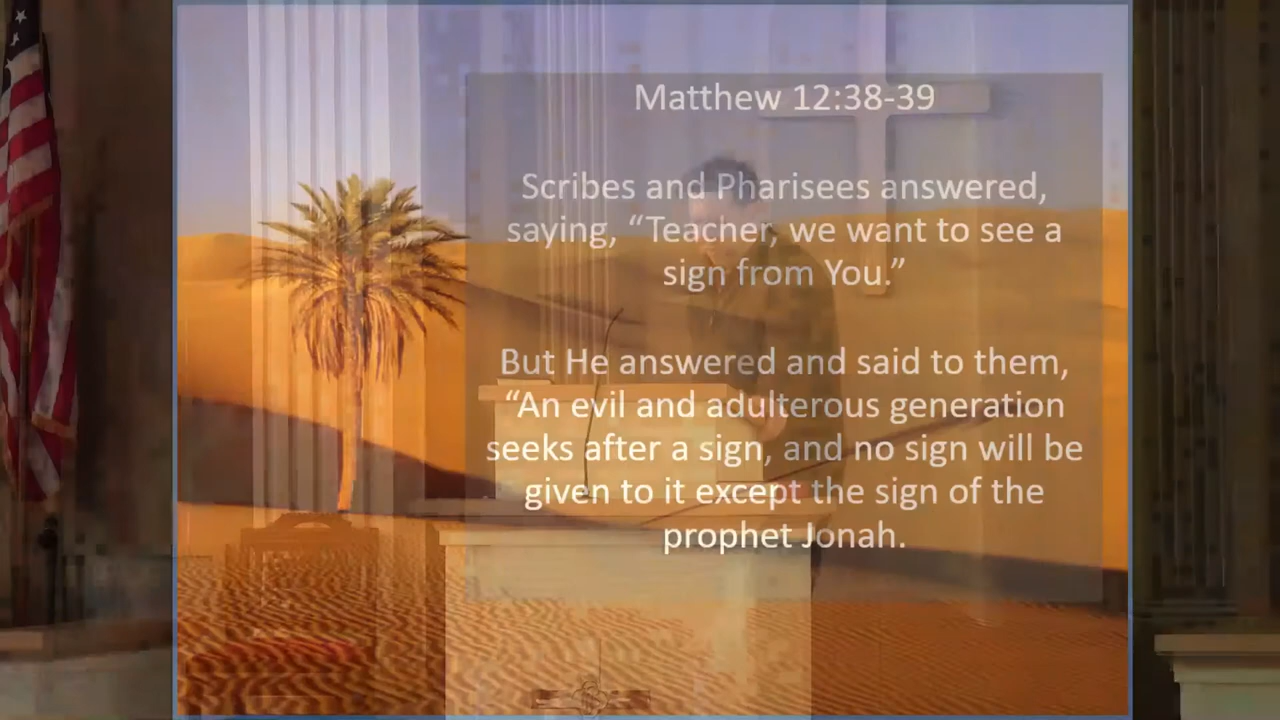 Matthew 12:38-39
Scribes and Pharisees answered,
saying, “Teacher, we want to see a
sign from You.”
But He answered and said to them,
“An evil and adulterous generation
seeks after a sign, and no sign will be
given to it except the sign of the
prophet Jonah.